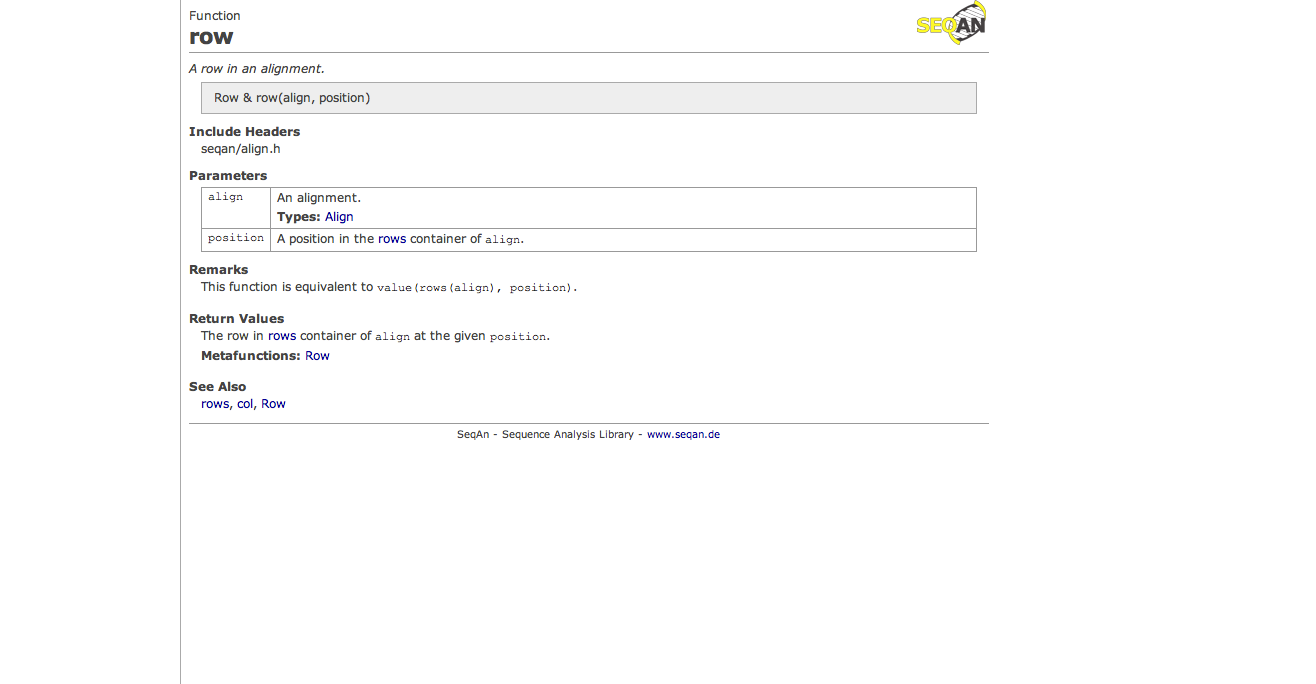 Function
row
SEQAN
A row in an alignment.
Row & row(align, position)
Include Headers
seqan/align.h
Parameters
align
An alignment.
Types: Align
position
A position in the rows container of align.
Remarks
This function is equivalent to value(rows(align), position).
Return Values
The row in rows container of align at the given position.
Metafunctions: Row
See Also
rows, col, Row
SeqAn - Sequence Analysis Library - www.seqan.de